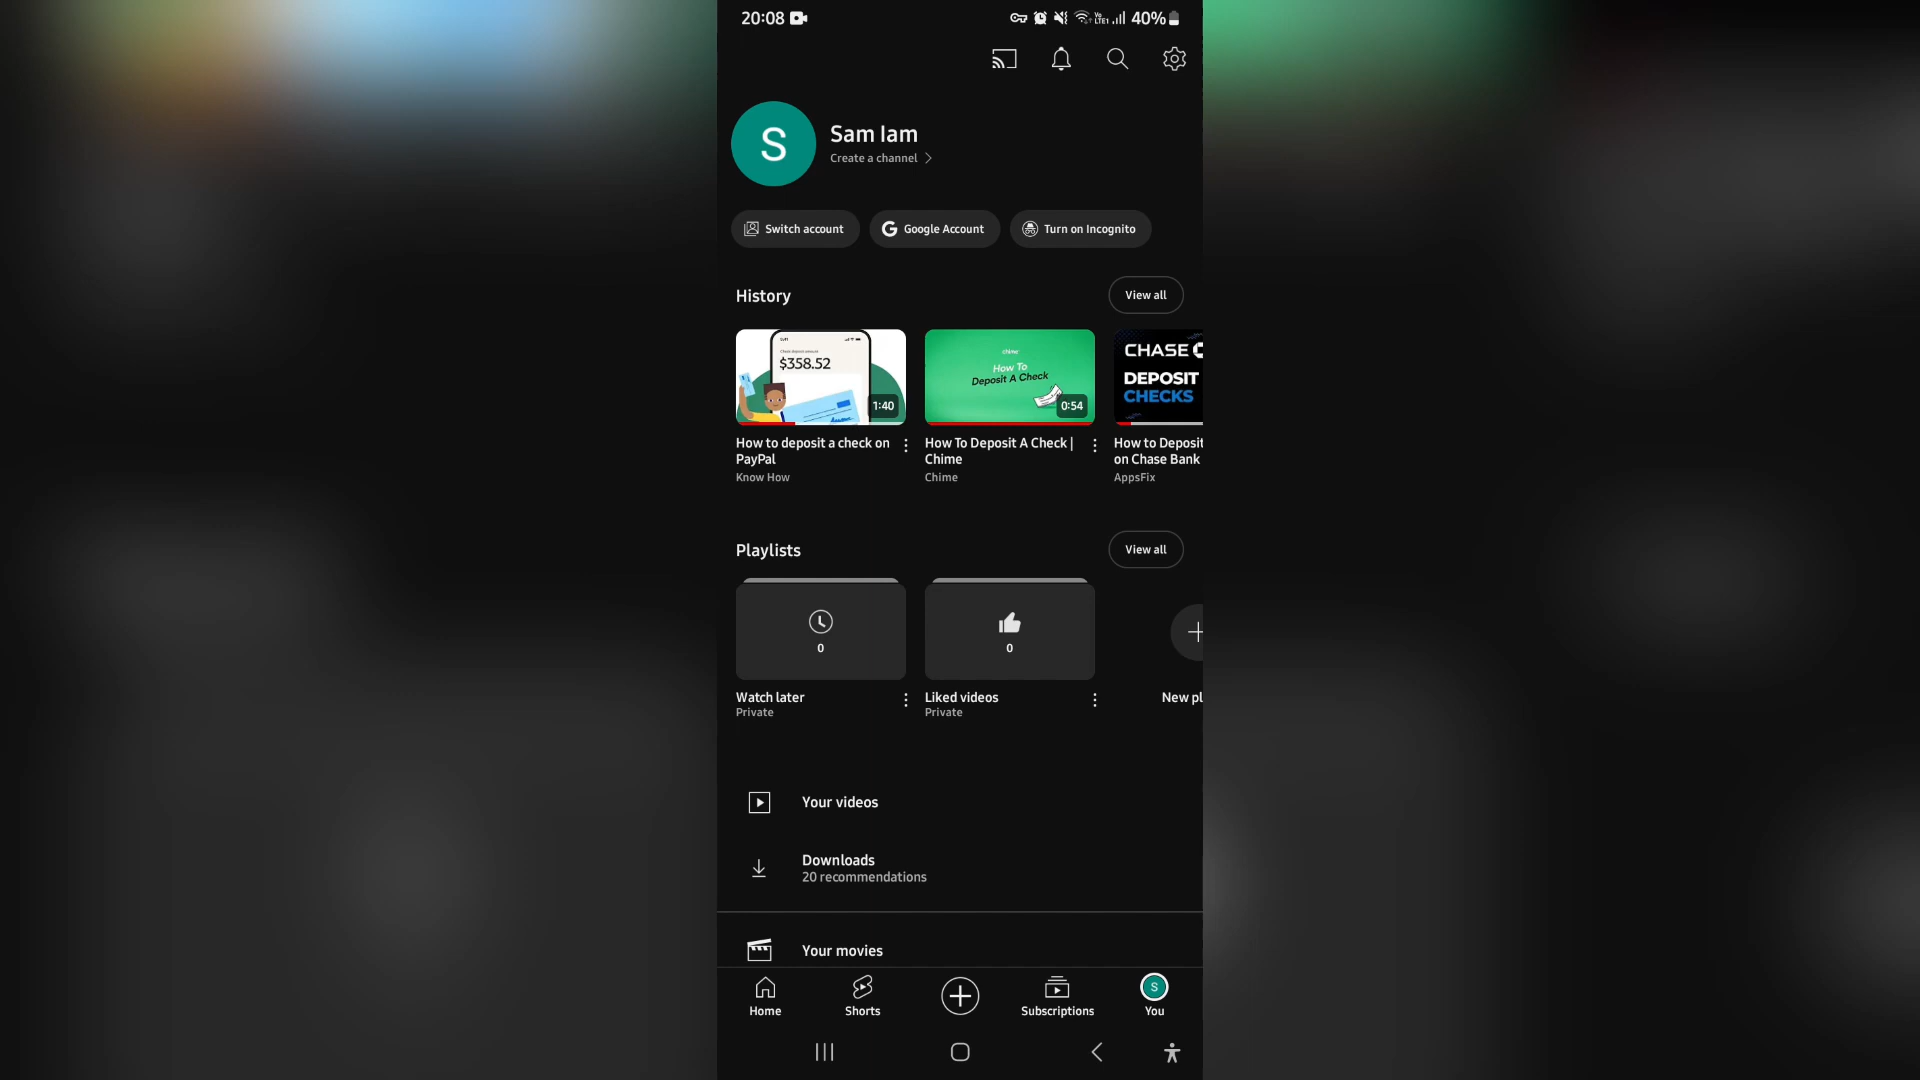 20:08
40%
S
Sam Iam
Create a channel
Switch account
Google Account
Turn on Incognito
History
View all
$358.52
1:40
chime
How To
Deposit A Check
0:54
CHASE
DEPOSIT
CHECKS
How to deposit a check on
PayPal
Know How
How To Deposit A Check |
Chime
Chime
How to Deposit
on Chase Bank
AppsFix
Playlists
View all
0
0
Watch later
Private
Liked videos
Private
New pl
Your videos
Downloads
20 recommendations
Your movies
Home
Shorts
Subscriptions
S
You